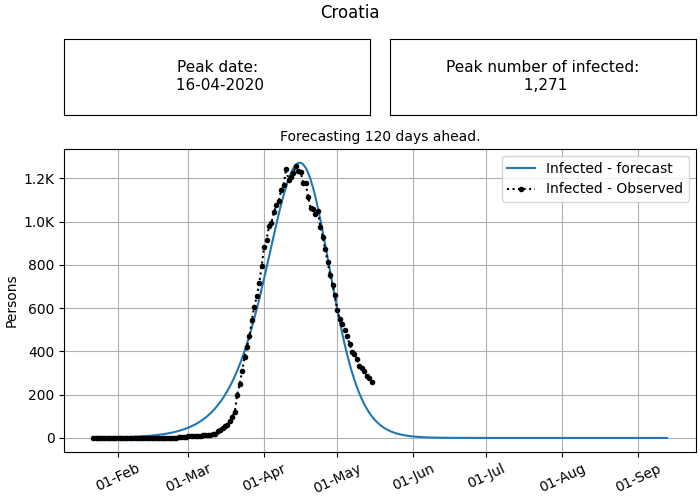 Croatia
Peak date:
16-04-2020
Peak number of infected:
1,271
Forecasting 120 days ahead.
Infected - forecast
Infected - Observed
1.2K
1.0K
800
600
400
200
0
Persons
01-Feb
01-Mar
01-Apr
01-May
01-Jun
01-Jul
01-Aug
01-Sep